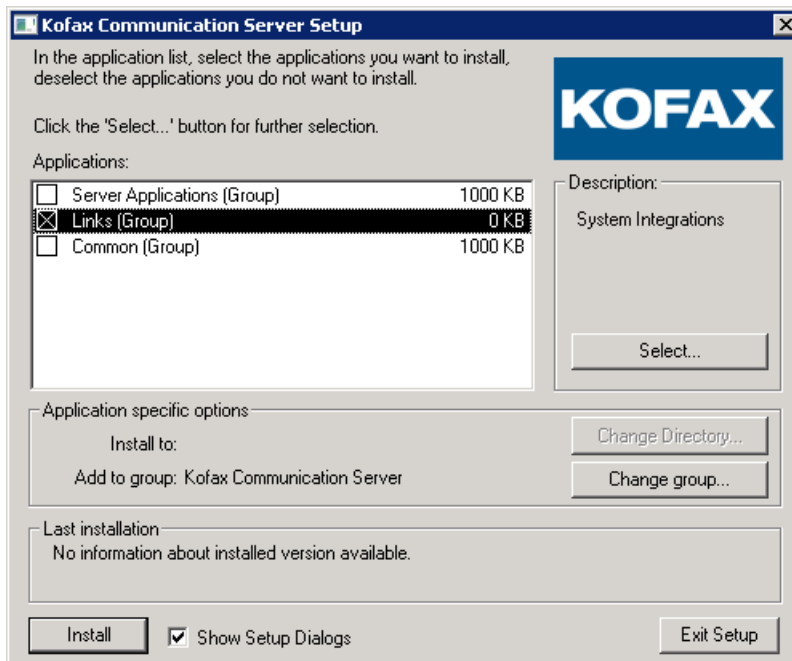 Kofax Communication Server Setup
In the application list, select the applications you want to install,
deselect the applications you do not want to install.
KOFAX
Click the 'Select...' button for further selection.
Applications:
Server Applications (Group) 1000 KB
Links (Group) 0 KB
Common (Group) 1000 KB
Description:
System Integrations
Select...
Application specific options
Install to:
Change Directory...
Add to group: Kofax Communication Server
Change group...
Last installation
No information about installed version available.
Install
Show Setup Dialogs
Exit Setup